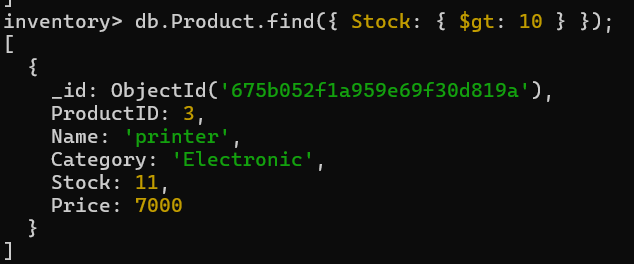 ]
inventory> db.Product.find({ Stock: { $gt: 10 } });
[
  {
    _id: ObjectId('675b052f1a959e69f30d819a'),
    ProductID: 3,
    Name: 'printer',
    Category: 'Electronic',
    Stock: 11,
    Price: 7000
  }
]